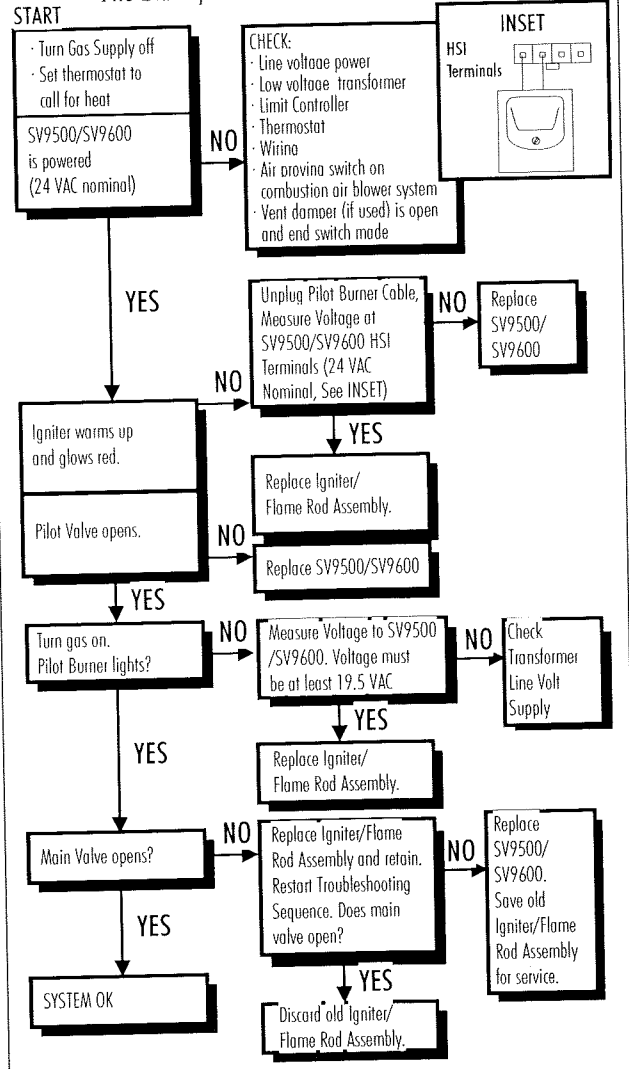 START
· Turn Gas Supply off
· Set thermostat to
call for heat
SV9500/SV9600
is powered
(24 VAC nominal)
NO
CHECK:
· Line voltage power
· Low voltage transformer
· Limit Controller
· Thermostat
· Wiring
· Air proving switch on
combustion air blower system
· Vent damper (if used) is open
and end switch made
INSET
HSI
Terminals
YES
Igniter warms up
and glows red.
NO
Unplug Pilot Burner Cable,
Measure Voltage at
SV9500/SV9600 HSI
Terminals (24 VAC
Nominal, See INSET)
NO
Replace
SV9500/
SV9600
YES
Replace Igniter/
Flame Rod Assembly.
Pilot Valve opens.
NO
Replace SV9500/SV9600
YES
Turn gas on.
Pilot Burner lights?
NO
Measure Voltage to SV9500
/SV9600. Voltage must
be at least 19.5 VAC
NO
Check
Transformer
Line Volt
Supply
YES
Replace Igniter/
Flame Rod Assembly.
YES
Main Valve opens?
NO
Replace Igniter/Flame
Rod Assembly and retain.
Restart Troubleshooting
Sequence. Does main
valve open?
NO
Replace
SV9500/
SV9600.
Save old
Igniter/Flame
Rod Assembly
for service.
YES
Discard old Igniter/
Flame Rod Assembly.
YES
SYSTEM OK